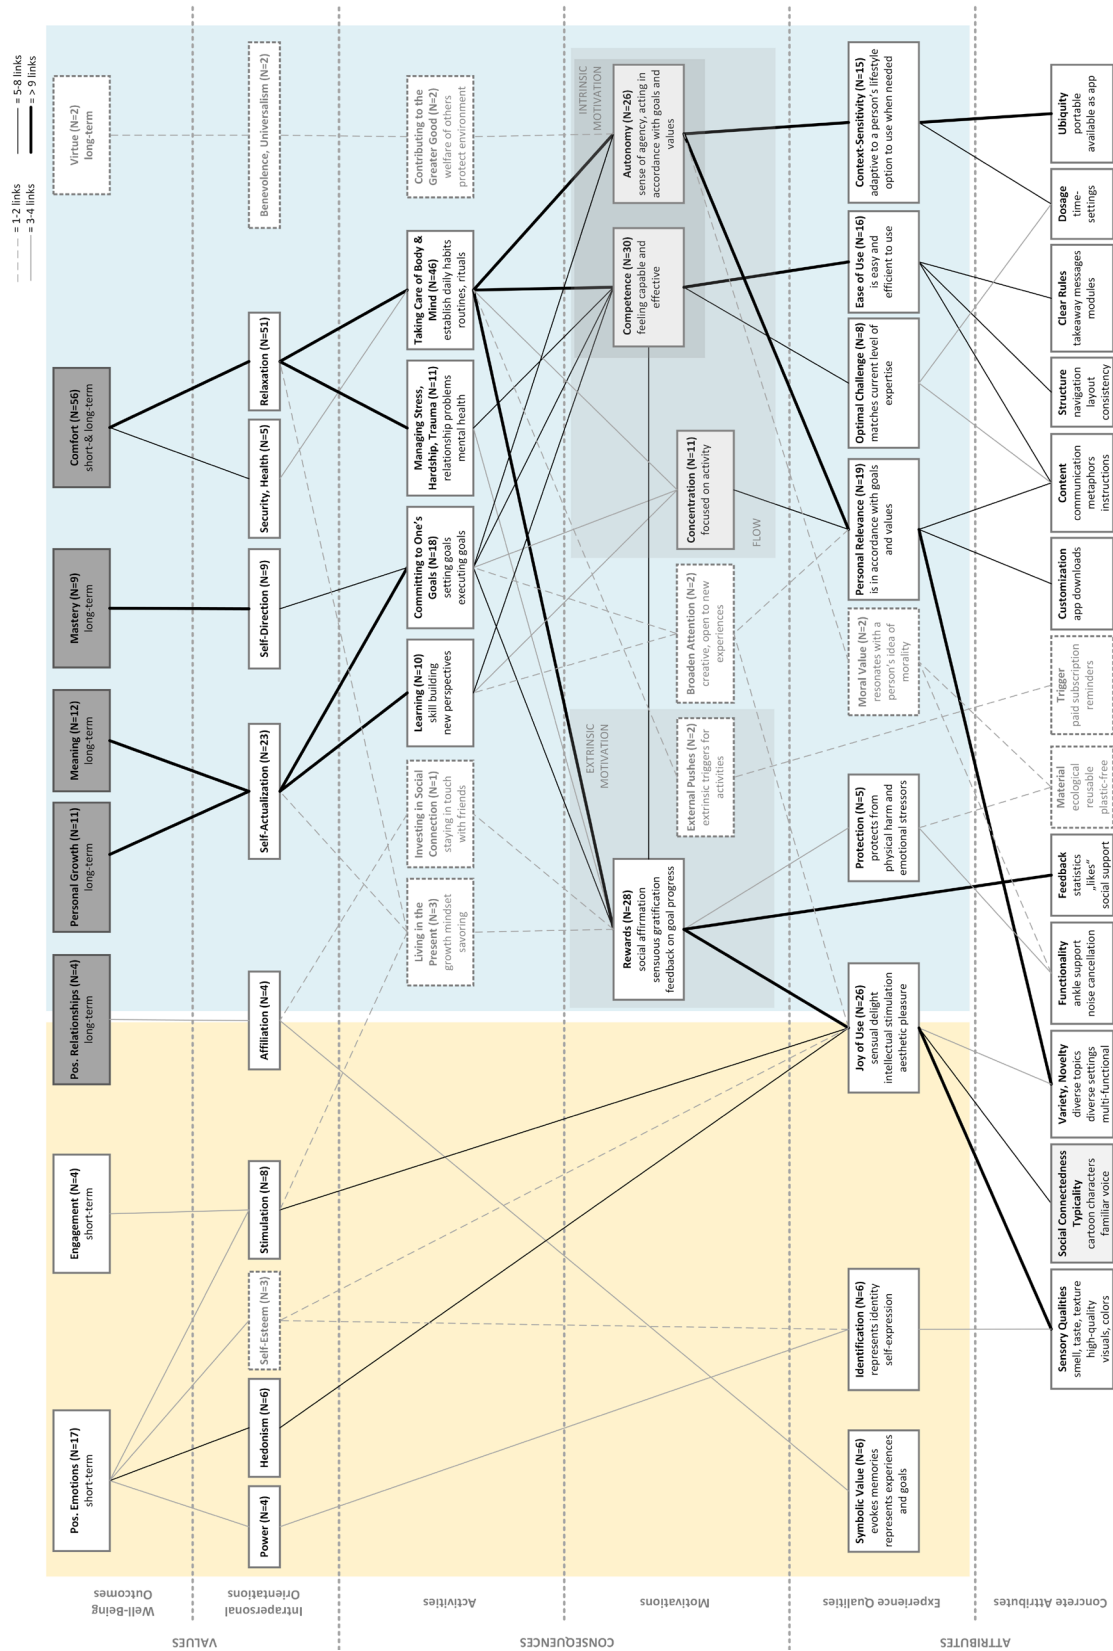 = 1-2 links
= 3-4 links
= 5-8 links
= > 9 links
VALUES
Well-Being
Outcomes
Pos. Emotions (N=17)
short-term
Engagement (N=4)
short-term
Pos. Relationships (N=4)
long-term
Personal Growth (N=11)
long-term
Meaning (N=12)
long-term
Mastery (N=9)
long-term
Comfort (N=56)
short-& long-term
Virtue (N=2)
long-term
Intrapersonal
Orientations
Power (N=4)
Hedonism (N=6)
Self-Esteem (N=3)
Stimulation (N=8)
Affiliation (N=4)
Self-Actualization (N=23)
Self-Direction (N=9)
Security, Health (N=5)
Relaxation (N=51)
Benevolence, Universalism (N=2)
CONSEQUENCES
Activities
Living in the
Present (N=3)
growth mindset
savoring
Investing in Social
Connection (N=1)
staying in touch
with friends
Learning (N=10)
skill building
new perspectives
Committing to One's
Goals (N=18)
setting goals
executing goals
Managing Stress,
Hardship, Trauma (N=11)
relationship problems
mental health
Taking Care of Body &
Mind (N=46)
establish daily habits
routines, rituals
Contributing to the
Greater Good (N=2)
welfare of others
protect environment
Motivations
EXTRINSIC
MOTIVATION
Rewards (N=28)
social affirmation
sensuous gratification
feedback on goal progress
External Pushes (N=2)
extrinsic triggers for
activities
Broaden Attention (N=2)
creative, open to new
experiences
FLOW
Concentration (N=11)
focused on activity
Competence (N=30)
feeling capable and
effective
INTRINSIC
MOTIVATION
Autonomy (N=26)
sense of agency, acting in
accordance with goals and
values
ATTRIBUTES
Experience Qualities
Symbolic Value (N=6)
evokes memories
represents experiences
and goals
Identification (N=6)
represents identity
self-expression
Joy of Use (N=26)
sensual delight
intellectual stimulation
aesthetic pleasure
Protection (N=5)
protects from
physical harm and
emotional stressors
Moral Value (N=2)
resonates with a
person's idea of
morality
Personal Relevance (N=19)
is in accordance with goals
and values
Optimal Challenge (N=8)
matches current level of
expertise
Ease of Use (N=16)
is easy and
efficient to use
Context-Sensitivity (N=15)
adaptive to a person's lifestyle
option to use when needed
Concrete Attributes
Sensory Qualities
smell, taste, texture
high-quality
visuals, colors
Social Connectedness
Typicality
cartoon characters
familiar voice
Variety, Novelty
diverse topics
diverse settings
multi-functional
Functionality
ankle support
noise cancellation
Feedback
statistics
„likes"
social support
Material
ecological
reusable
plastic-free
Trigger
paid subscription
reminders
Customization
app downloads
Content
communication
metaphors
instructions
Structure
navigation
layout
consistency
Clear Rules
takeaway messages
modules
Dosage
time-
settings
Ubiquity
portable
available as app